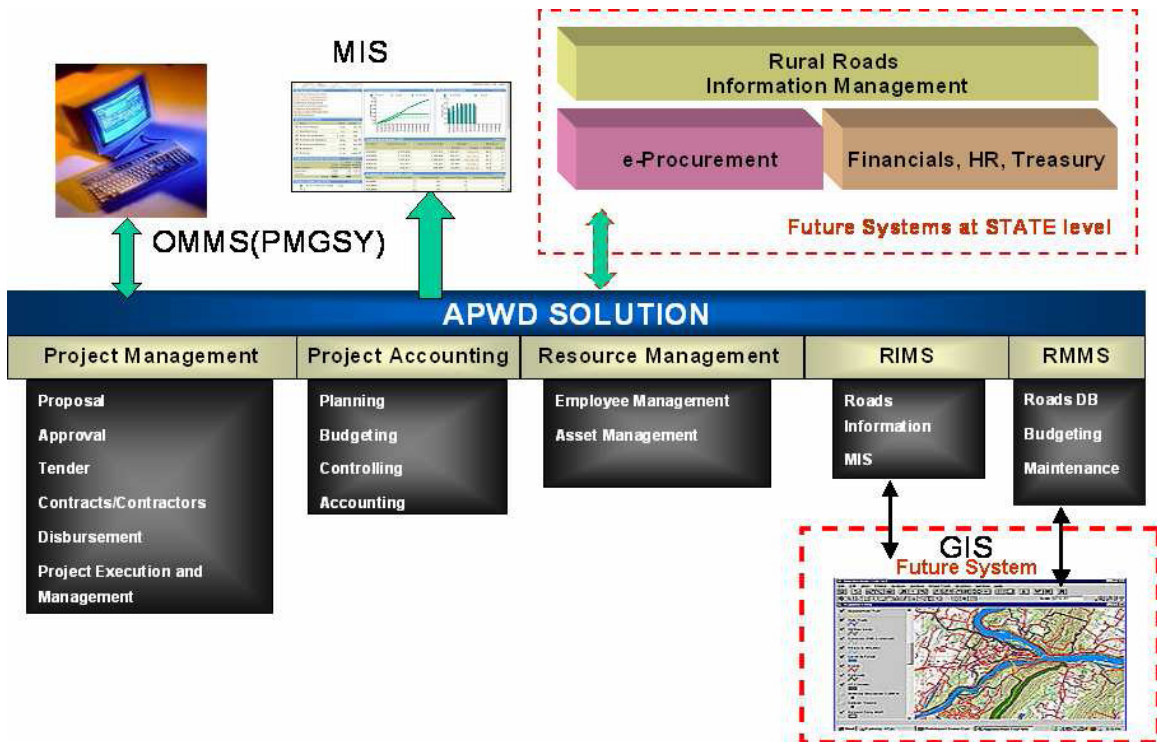 MIS
Rural Roads
Information Management
e-Procurement
Financials, HR, Treasury
Future Systems at STATE level
OMMS(PMGSY)
APWD SOLUTION
Project Management
Project Accounting
Resource Management
RIMS
RMMS
Proposal
Approval
Tender
Contracts/Contractors
Disbursement
Project Execution and
Management
Planning
Budgeting
Controlling
Accounting
Employee Management
Asset Management
Roads
Information
MIS
Roads DB
Budgeting
Maintenance
GIS
Future System